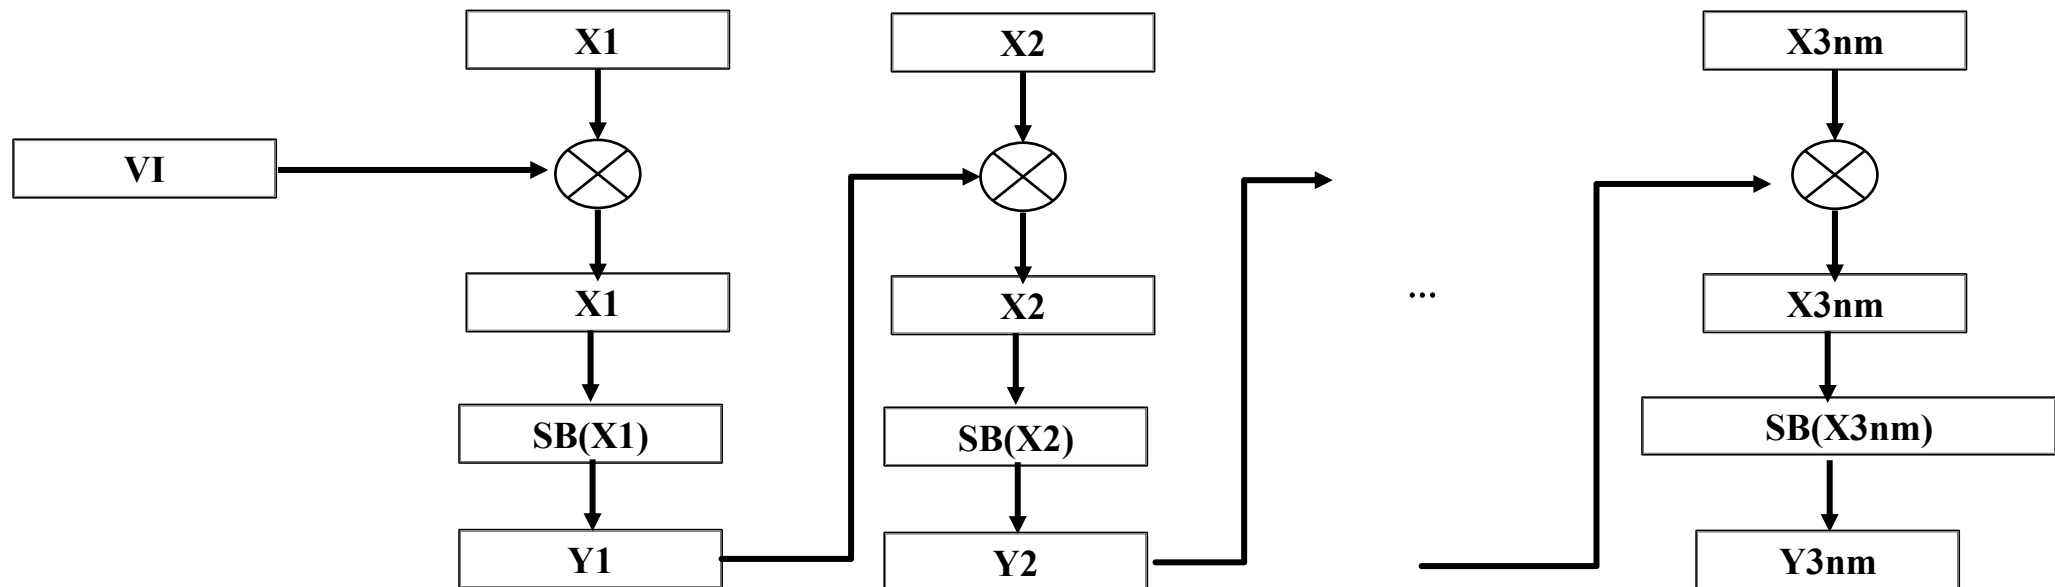 X1
X2
X3nm
VI
X1
X2
...
X3nm
SB(X1)
SB(X2)
SB(X3nm)
Y1
Y2
Y3nm